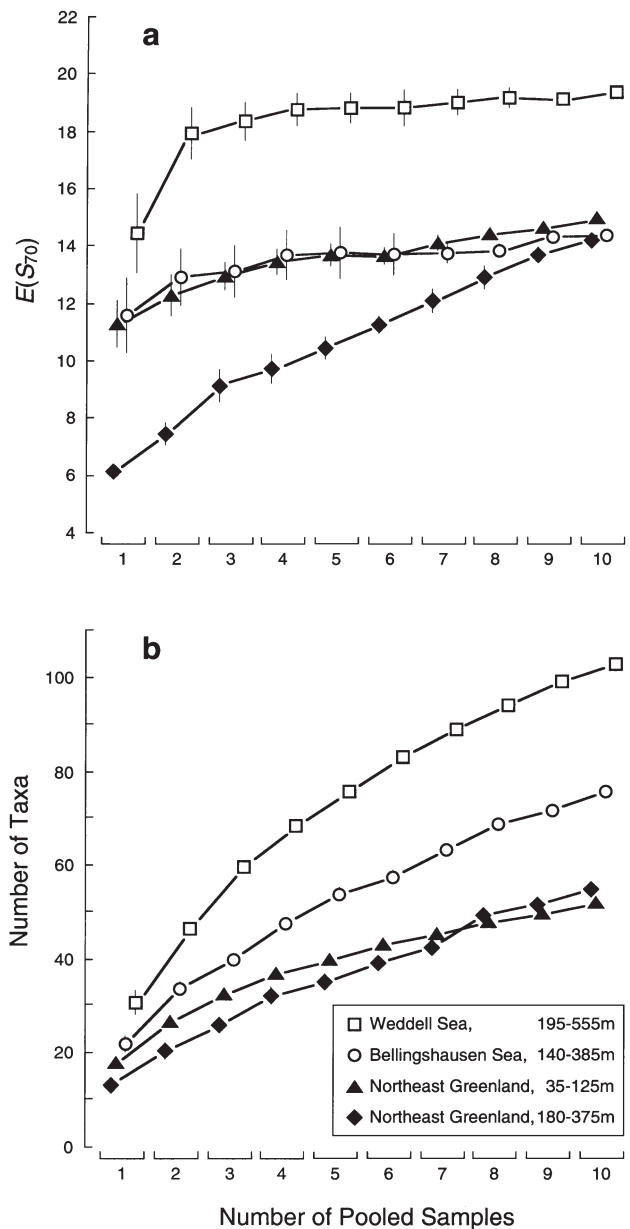 a
22
20
18
16
14
12
10
8
6
4
E(S70)
1 2 3 4 5 6 7 8 9 10
b
100
80
60
40
20
0
Number of Taxa
Weddell Sea, 195-555m
Bellingshausen Sea, 140-385m
Northeast Greenland, 35-125m
Northeast Greenland, 180-375m
1 2 3 4 5 6 7 8 9 10
Number of Pooled Samples